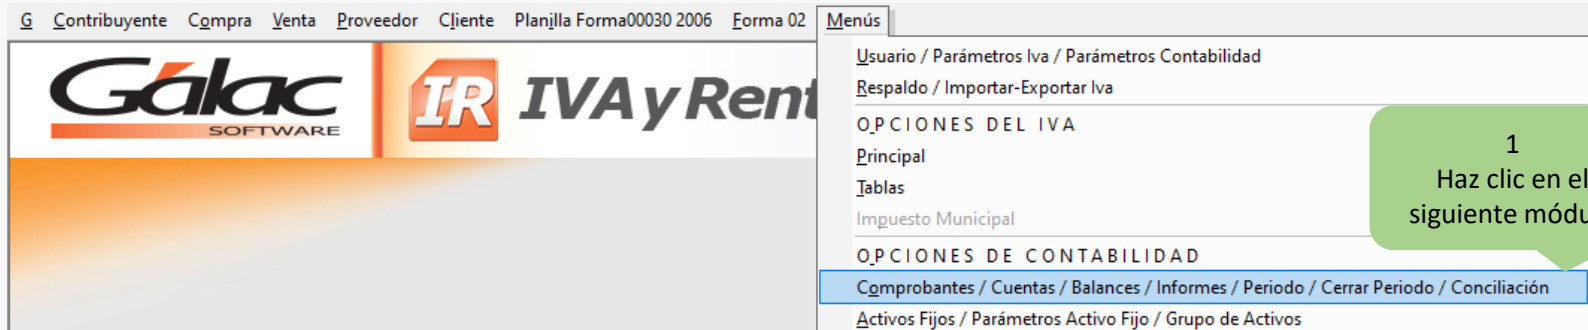 G Contribuyente Compra Venta Proveedor Cliente Planilla Forma00030 2006 Forma 02 Menús
Gálac
SOFTWARE
IR IVA y Rent
Usuario / Parámetros Iva / Parámetros Contabilidad
Respaldo / Importar-Exportar Iva
OPCIONES DEL IVA
Principal
Tablas
Impuesto Municipal
OPCIONES DE CONTABILIDAD
Comprobantes / Cuentas / Balances / Informes / Periodo / Cerrar Periodo / Conciliación
Activos Fijos / Parámetros Activo Fijo / Grupo de Activos
1
Haz clic en el
siguiente módu